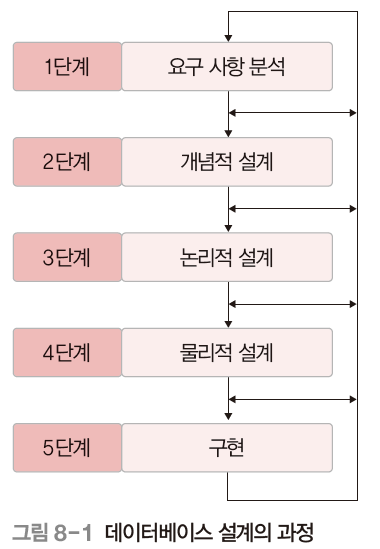 1단계 요구 사항 분석
2단계 개념적 설계
3단계 논리적 설계
4단계 물리적 설계
5단계 구현
그림 8-1 데이터베이스 설계의 과정